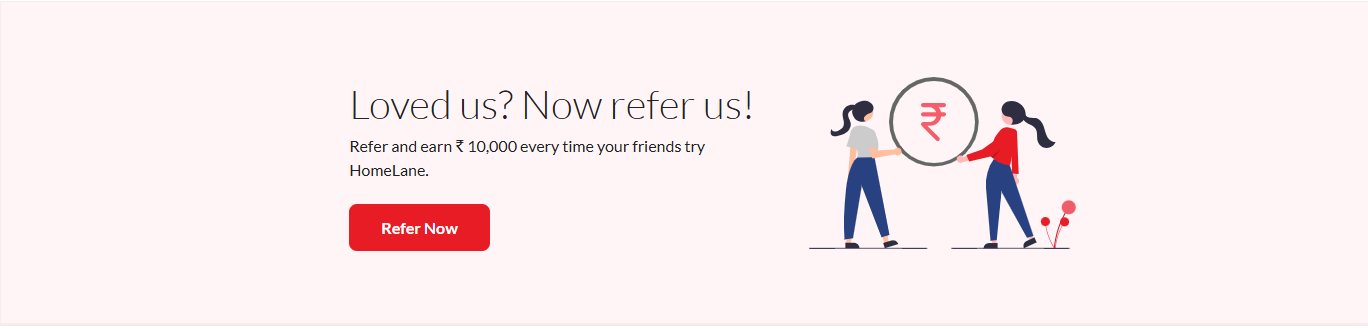 Loved us? Now refer us!
Refer and earn ₹ 10,000 every time your friends try
HomeLane.
Refer Now
₹